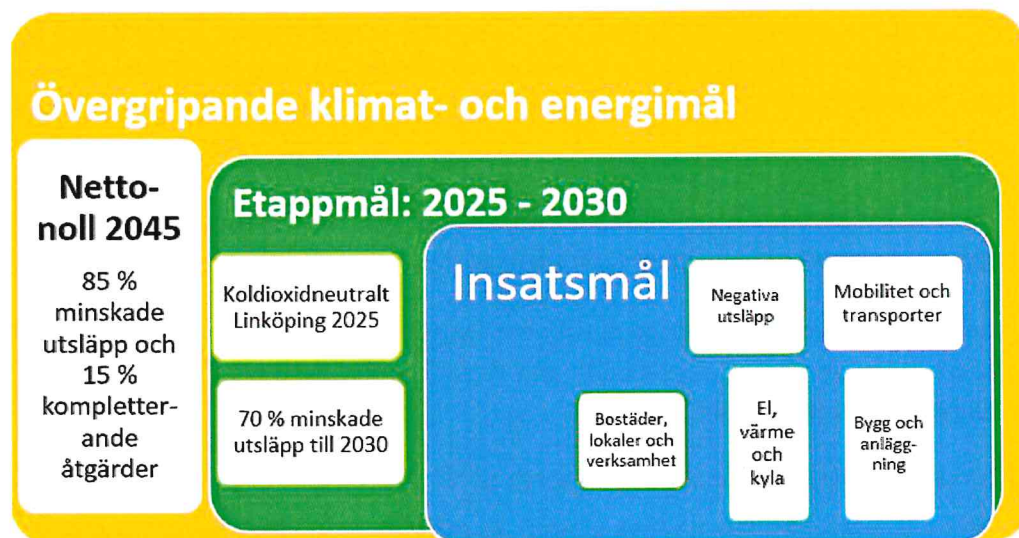 Övergripande klimat- och energimål
Netto-
noll 2045
85 %
minskade
utsläpp och
15 %
kompletter-
ande
åtgärder
Etappmål: 2025 - 2030
Koldioxidneutralt
Linköping 2025
70 % minskade
utsläpp till 2030
Insatsmål
Negativa
utsläpp
Mobilitet och
transporter
Bostäder,
lokaler och
verksamhet
El,
värme
och
kyla
Bygg och
anlägg-
ning